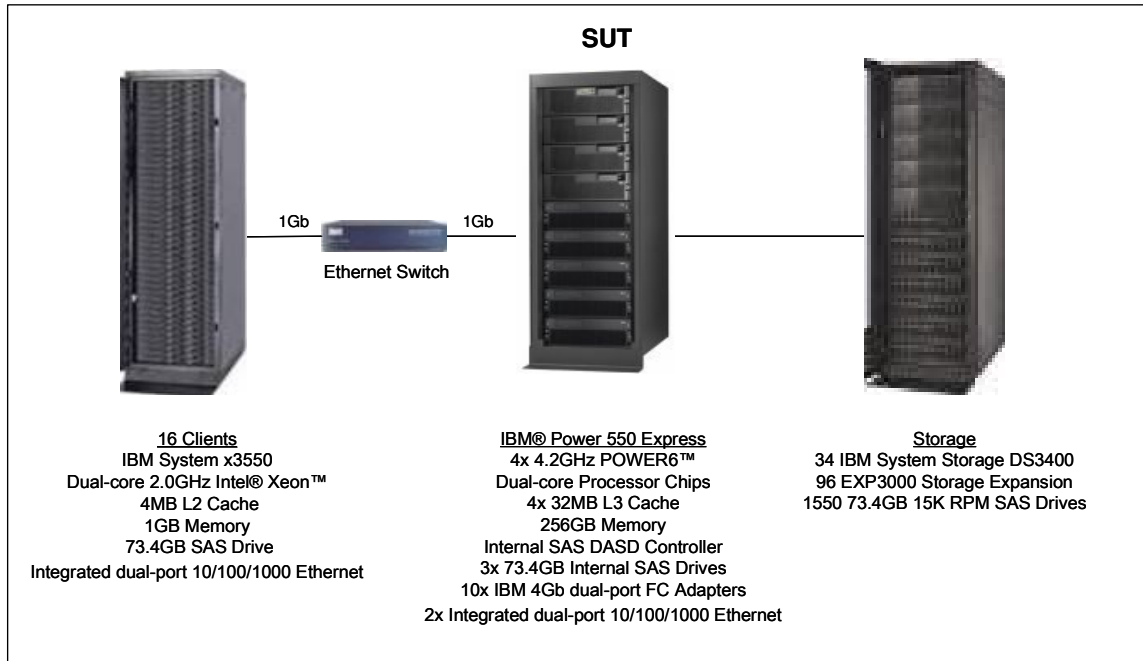 SUT
1Gb
1Gb
Ethernet Switch
16 Clients
IBM System x3550
Dual-core 2.0GHz Intel® Xeon™
4MB L2 Cache
1GB Memory
73.4GB SAS Drive
Integrated dual-port 10/100/1000 Ethernet
IBM® Power 550 Express
4x 4.2GHz POWER6™
Dual-core Processor Chips
4x 32MB L3 Cache
256GB Memory
Internal SAS DASD Controller
3x 73.4GB Internal SAS Drives
10x IBM 4Gb dual-port FC Adapters
2x Integrated dual-port 10/100/1000 Ethernet
Storage
34 IBM System Storage DS3400
96 EXP3000 Storage Expansion
1550 73.4GB 15K RPM SAS Drives